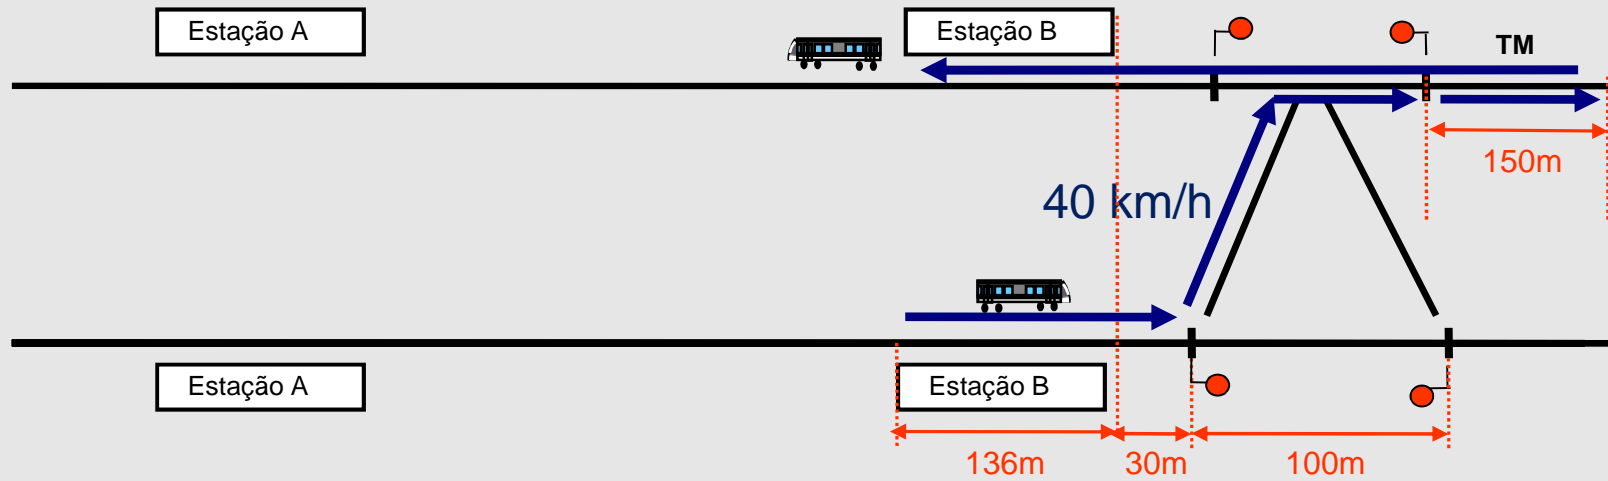 Estação A
Estação B
TM
150m
40 km/h
Estação A
Estação B
136m
30m
100m